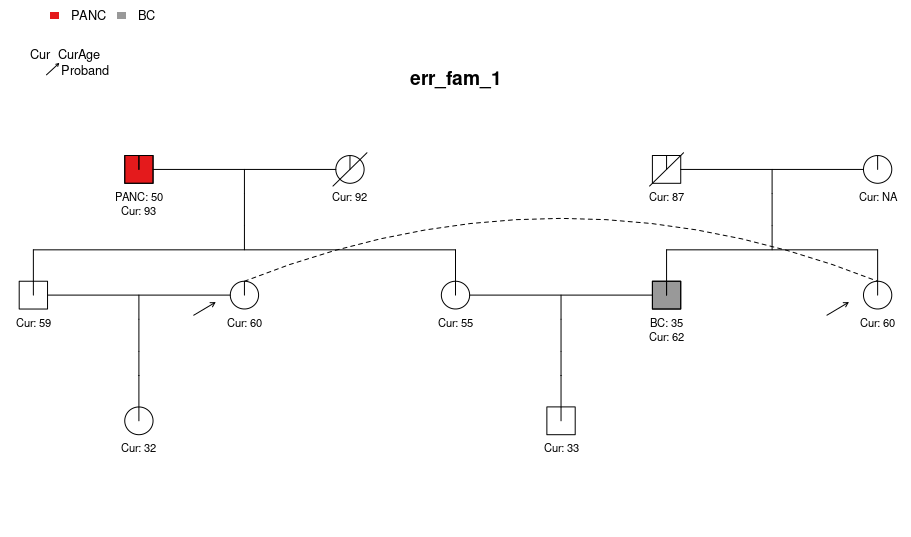 PANC BC
Cur CurAge
Proband
err_fam_1
PANC: 50
Cur: 93
Cur: 92
Cur: 87
Cur: NA
Cur: 59
Cur: 60
Cur: 55
BC: 35
Cur: 62
Cur: 60
Cur: 32
Cur: 33